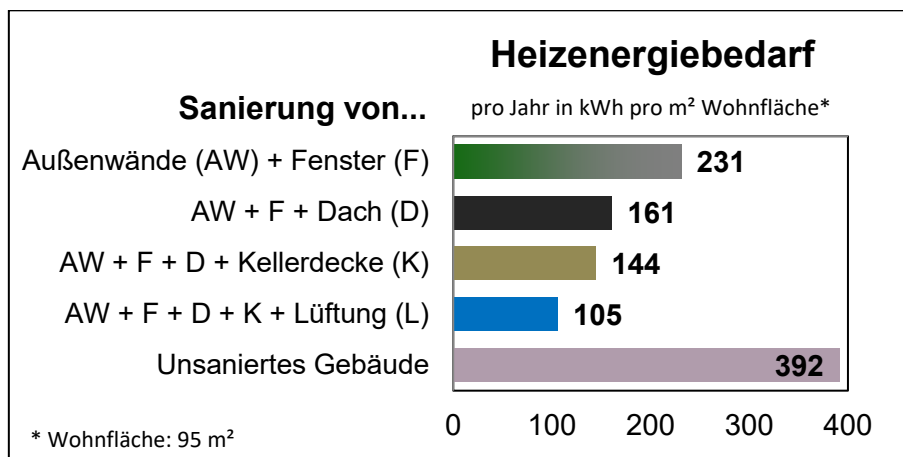 Heizenergiebedarf
Sanierung von...
pro Jahr in kWh pro m² Wohnfläche*
Außenwände (AW) + Fenster (F)
231
AW + F + Dach (D)
161
AW + F + D + Kellerdecke (K)
144
AW + F + D + K + Lüftung (L)
105
Unsaniertes Gebäude
392
0 100 200 300 400
* Wohnfläche: 95 m²